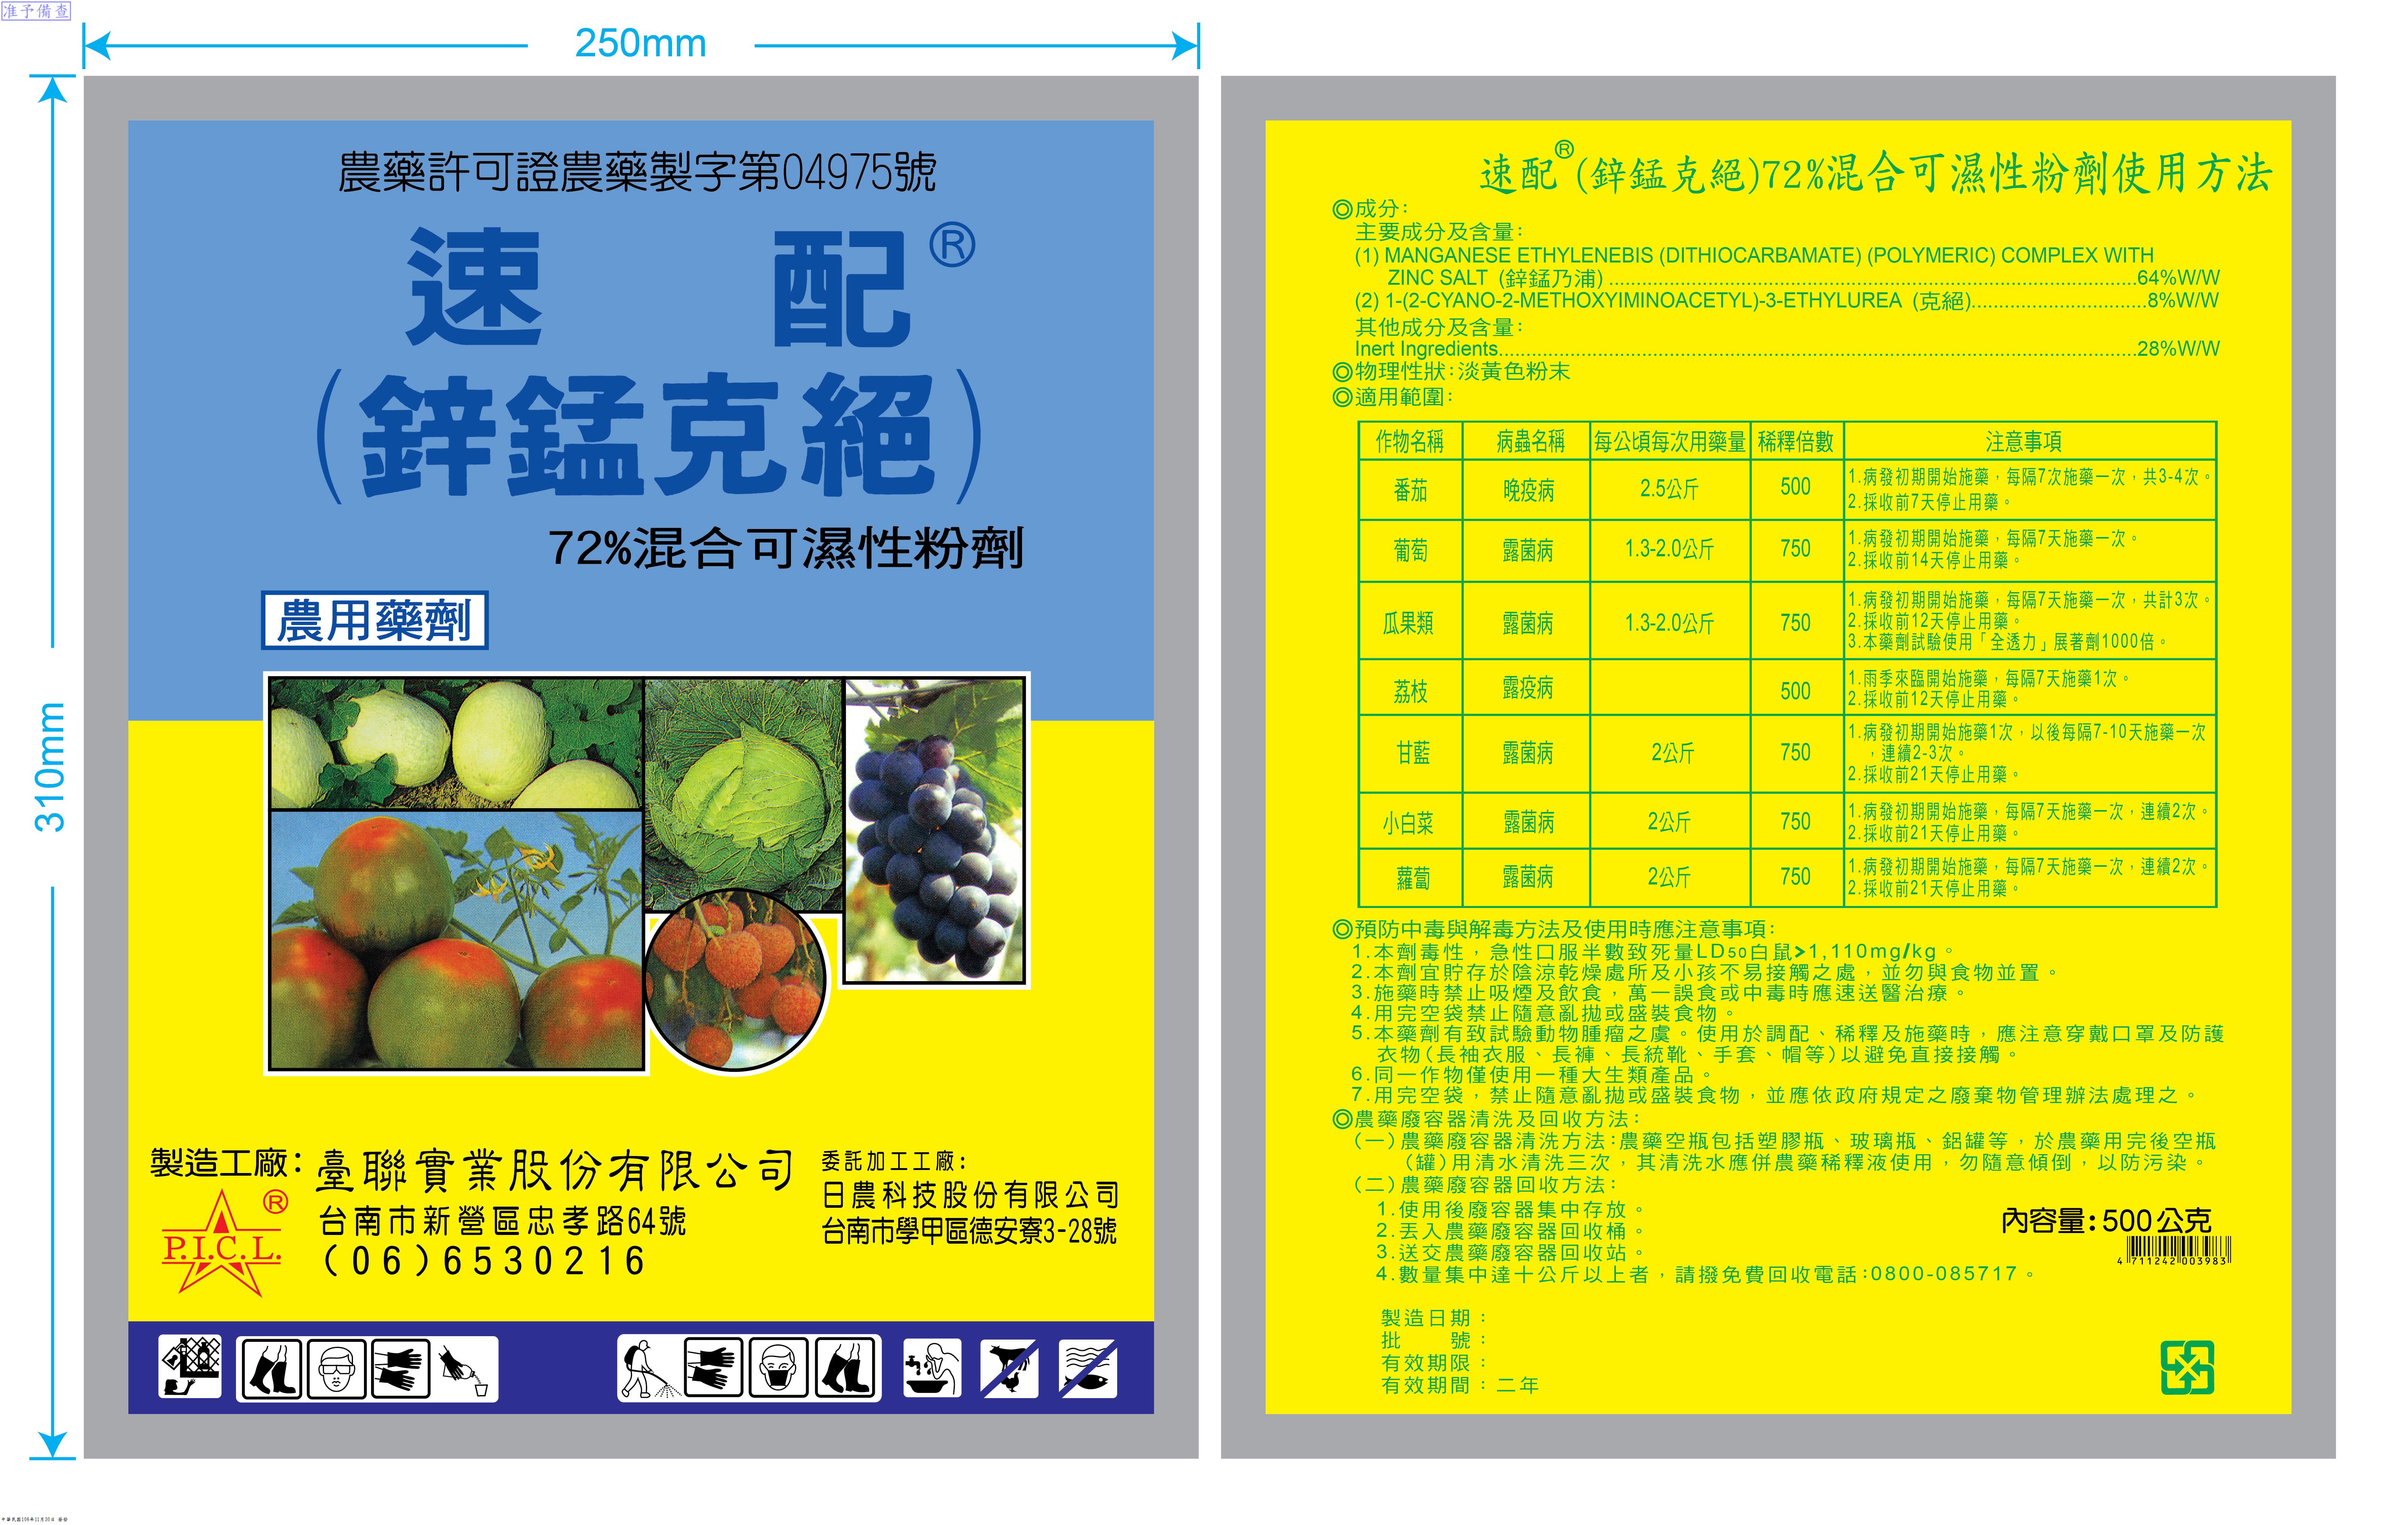 准予備查
250mm
310mm
農藥許可證農藥製字第04975號
速配®
(鋅錳克絕)
72%混合可濕性粉劑
農用藥劑
製造工廠:臺聯實業股份有限公司
台南市新營區忠孝路64號
(06)6530216
®
P.I.C.L.
委託加工工廠:
日農科技股份有限公司
台南市學甲區德安寮3-28號
速配®(鋅錳克絕)72%混合可濕性粉劑使用方法
◎成分:
主要成分及含量:
(1) MANGANESE ETHYLENEBIS (DITHIOCARBAMATE) (POLYMERIC) COMPLEX WITH
ZINC SALT (鋅錳乃浦) ................64%W/W
(2) 1-(2-CYANO-2-METHOXYIMINOACETYL)-3-ETHYLUREA (克絕)................8%W/W
其他成分及含量:
Inert Ingredients................28%W/W
◎物理性狀:淡黃色粉末
◎適用範圍:
作物名稱 病蟲名稱 每公頃每次用藥量 稀釋倍數 注意事項
番茄 晚疫病 2.5公斤 500 1.病發初期開始施藥,每隔7次施藥一次,共3-4次。
2.採收前7天停止用藥。
葡萄 露菌病 1.3-2.0公斤 750 1.病發初期開始施藥,每隔7天施藥一次。
2.採收前14天停止用藥。
瓜果類 露菌病 1.3-2.0公斤 750 1.病發初期開始施藥,每隔7天施藥一次,共計3次。
2.採收前12天停止用藥。
3.本藥劑試驗使用「全透力」展著劑1000倍。
荔枝 露疫病 500 1.雨季來臨開始施藥,每隔7天施藥1次。
2.採收前12天停止用藥。
甘藍 露菌病 2公斤 750 1.病發初期開始施藥1次,以後每隔7-10天施藥一次
,連續2-3次。
2.採收前21天停止用藥。
小白菜 露菌病 2公斤 750 1.病發初期開始施藥,每隔7天施藥一次,連續2次。
2.採收前21天停止用藥。
蘿蔔 露菌病 2公斤 750 1.病發初期開始施藥,每隔7天施藥一次,連續2次。
2.採收前21天停止用藥。
◎預防中毒與解毒方法及使用時應注意事項:
1.本劑毒性,急性口服半數致死量LD50白鼠>1,110mg/kg。
2.本劑宜貯存於陰涼乾燥處所及小孩不易接觸之處,並勿與食物並置。
3.施藥時禁止吸煙及飲食,萬一誤食或中毒時應速送醫治療。
4.用完空袋禁止隨意亂拋或盛裝食物。
5.本藥劑有致試驗動物腫瘤之虞。使用於調配、稀釋及施藥時,應注意穿戴口罩及防護
衣物(長袖衣服、長褲、長統靴、手套、帽等)以避免直接接觸。
6.同一作物僅使用一種大生類產品。
7.用完空袋,禁止隨意亂拋或盛裝食物,並應依政府規定之廢棄物管理辦法處理之。
◎農藥廢容器清洗及回收方法:
(一)農藥廢容器清洗方法:農藥空瓶包括塑膠瓶、玻璃瓶、鋁罐等,於農藥用完後空瓶
(罐)用清水清洗三次,其清洗水應併農藥稀釋液使用,勿隨意傾倒,以防污染。
(二)農藥廢容器回收方法:
1.使用後廢容器集中存放。
2.丟入農藥廢容器回收桶。
3.送交農藥廢容器回收站。
4.數量集中達十公斤以上者,請撥免費回收電話:0800-085717。
內容量:500公克
4 711242 003983
製造日期:
批 號:
有效期限:
有效期間:二年